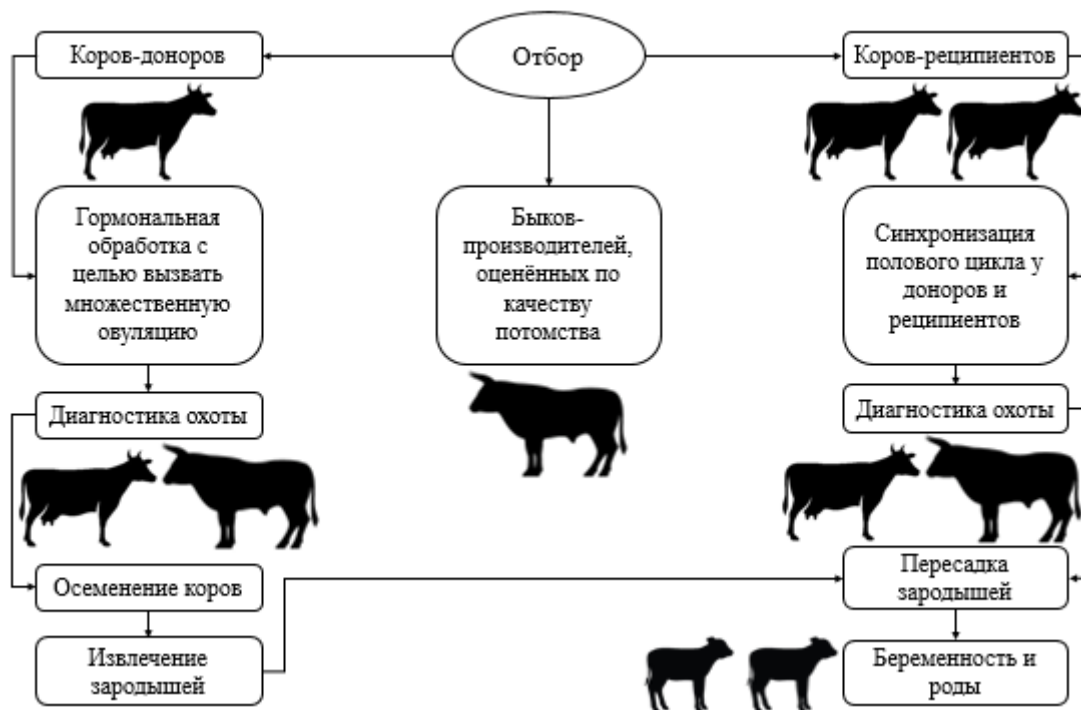 Отбор
Коров-доноров
Гормональная
обработка с
целью вызвать
множественную
овуляцию
Диагностика охоты
Осеменение коров
Извлечение
зародышей
Быков-
производителей,
оценённых по
качеству
потомства
Коров-реципиентов
Синхронизация
полового цикла у
доноров и
реципиентов
Диагностика охоты
Пересадка
зародышей
Беременность и
роды